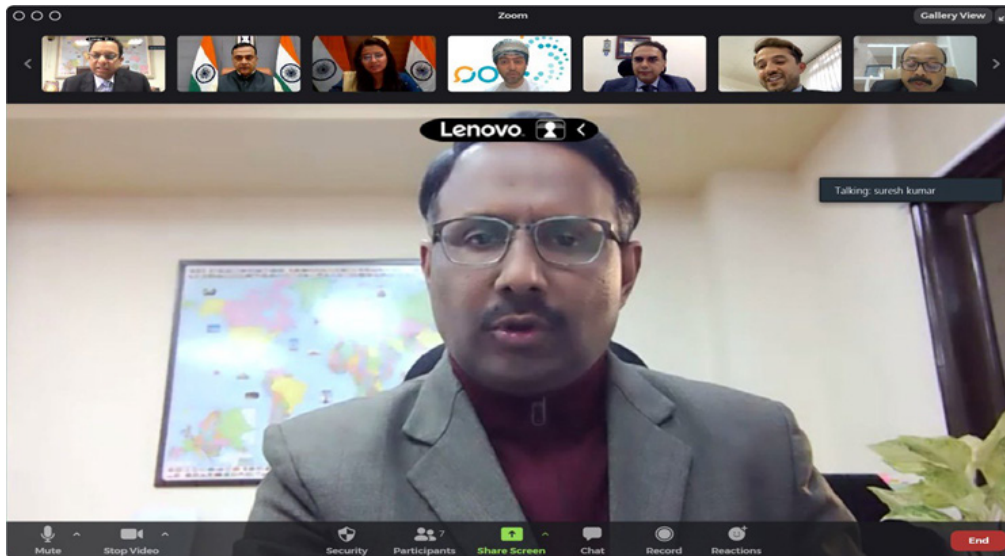 Zoom
Gallery View
Lenovo
Talking: suresh kumar
7
Mute
Stop Video
Security
Participants
Share Screen
Chat
Record
Reactions
End